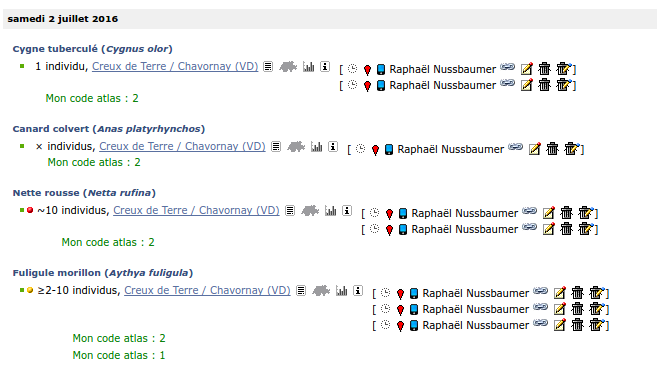 samedi 2 juillet 2016
Cygne tuberculé (Cygnus olor)
1 individu, Creux de Terre / Chavornay (VD) [ Raphaël Nussbaumer ]
[ Raphaël Nussbaumer ]
Mon code atlas : 2
Canard colvert (Anas platyrhynchos)
× individus, Creux de Terre / Chavornay (VD) [ Raphaël Nussbaumer ]
Mon code atlas : 2
Nette rousse (Netta rufina)
~10 individus, Creux de Terre / Chavornay (VD) [ Raphaël Nussbaumer ]
[ Raphaël Nussbaumer ]
Mon code atlas : 2
Fuligule morillon (Aythya fuligula)
≥2-10 individus, Creux de Terre / Chavornay (VD) [ Raphaël Nussbaumer ]
[ Raphaël Nussbaumer ]
[ Raphaël Nussbaumer ]
Mon code atlas : 2
Mon code atlas : 1